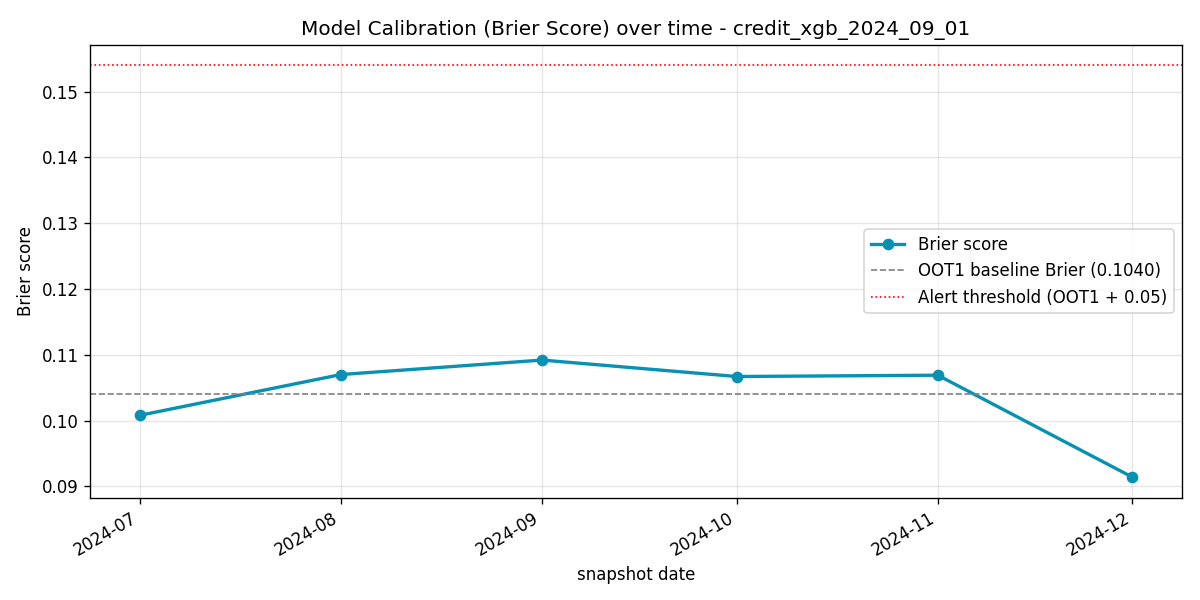 Model Calibration (Brier Score) over time - credit_xgb_2024_09_01
Brier score
0.15
0.14
0.13
0.12
0.11
0.10
0.09
Brier score
OOT1 baseline Brier (0.1040)
Alert threshold (OOT1 + 0.05)
2024-07
2024-08
2024-09
2024-10
2024-11
2024-12
snapshot date